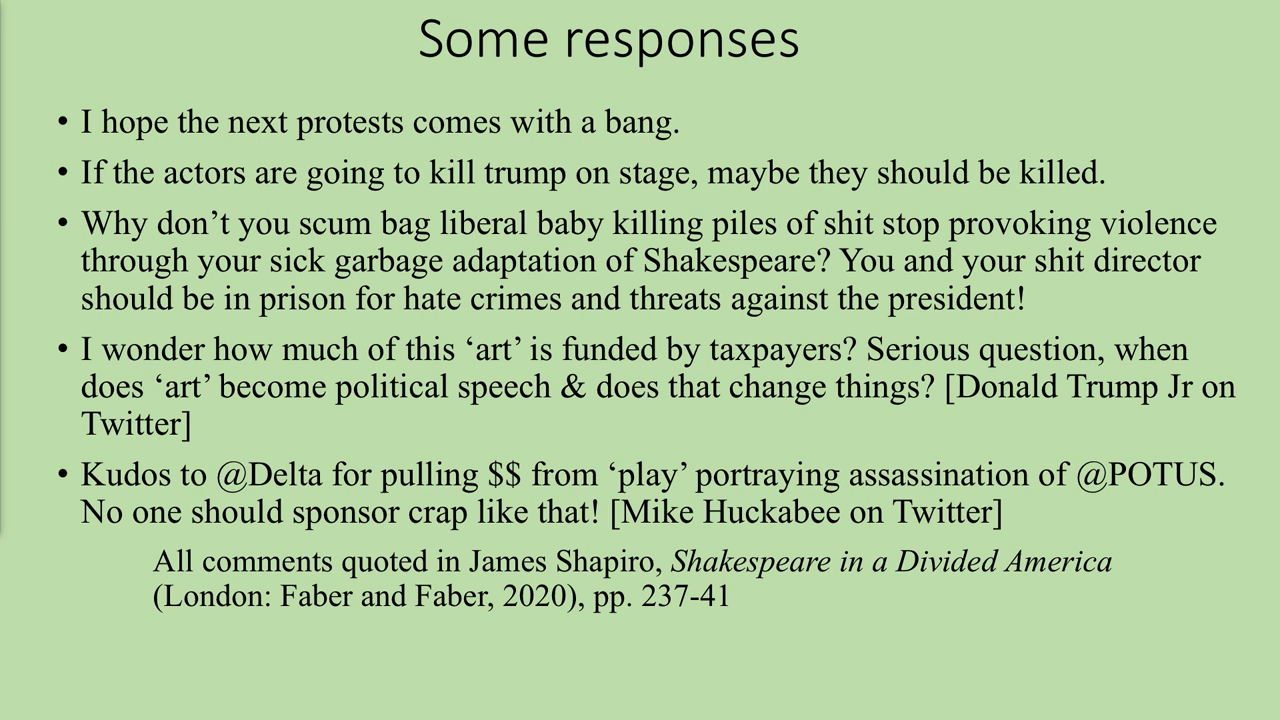 Some responses
• I hope the next protests comes with a bang.
• If the actors are going to kill trump on stage, maybe they should be killed.
• Why don’t you scum bag liberal baby killing piles of shit stop provoking violence
through your sick garbage adaptation of Shakespeare? You and your shit director
should be in prison for hate crimes and threats against the president!
• I wonder how much of this ‘art’ is funded by taxpayers? Serious question, when
does ‘art’ become political speech & does that change things? [Donald Trump Jr on
Twitter]
• Kudos to @Delta for pulling $$ from ‘play’ portraying assassination of @POTUS.
No one should sponsor crap like that! [Mike Huckabee on Twitter]
All comments quoted in James Shapiro, Shakespeare in a Divided America
(London: Faber and Faber, 2020), pp. 237-41